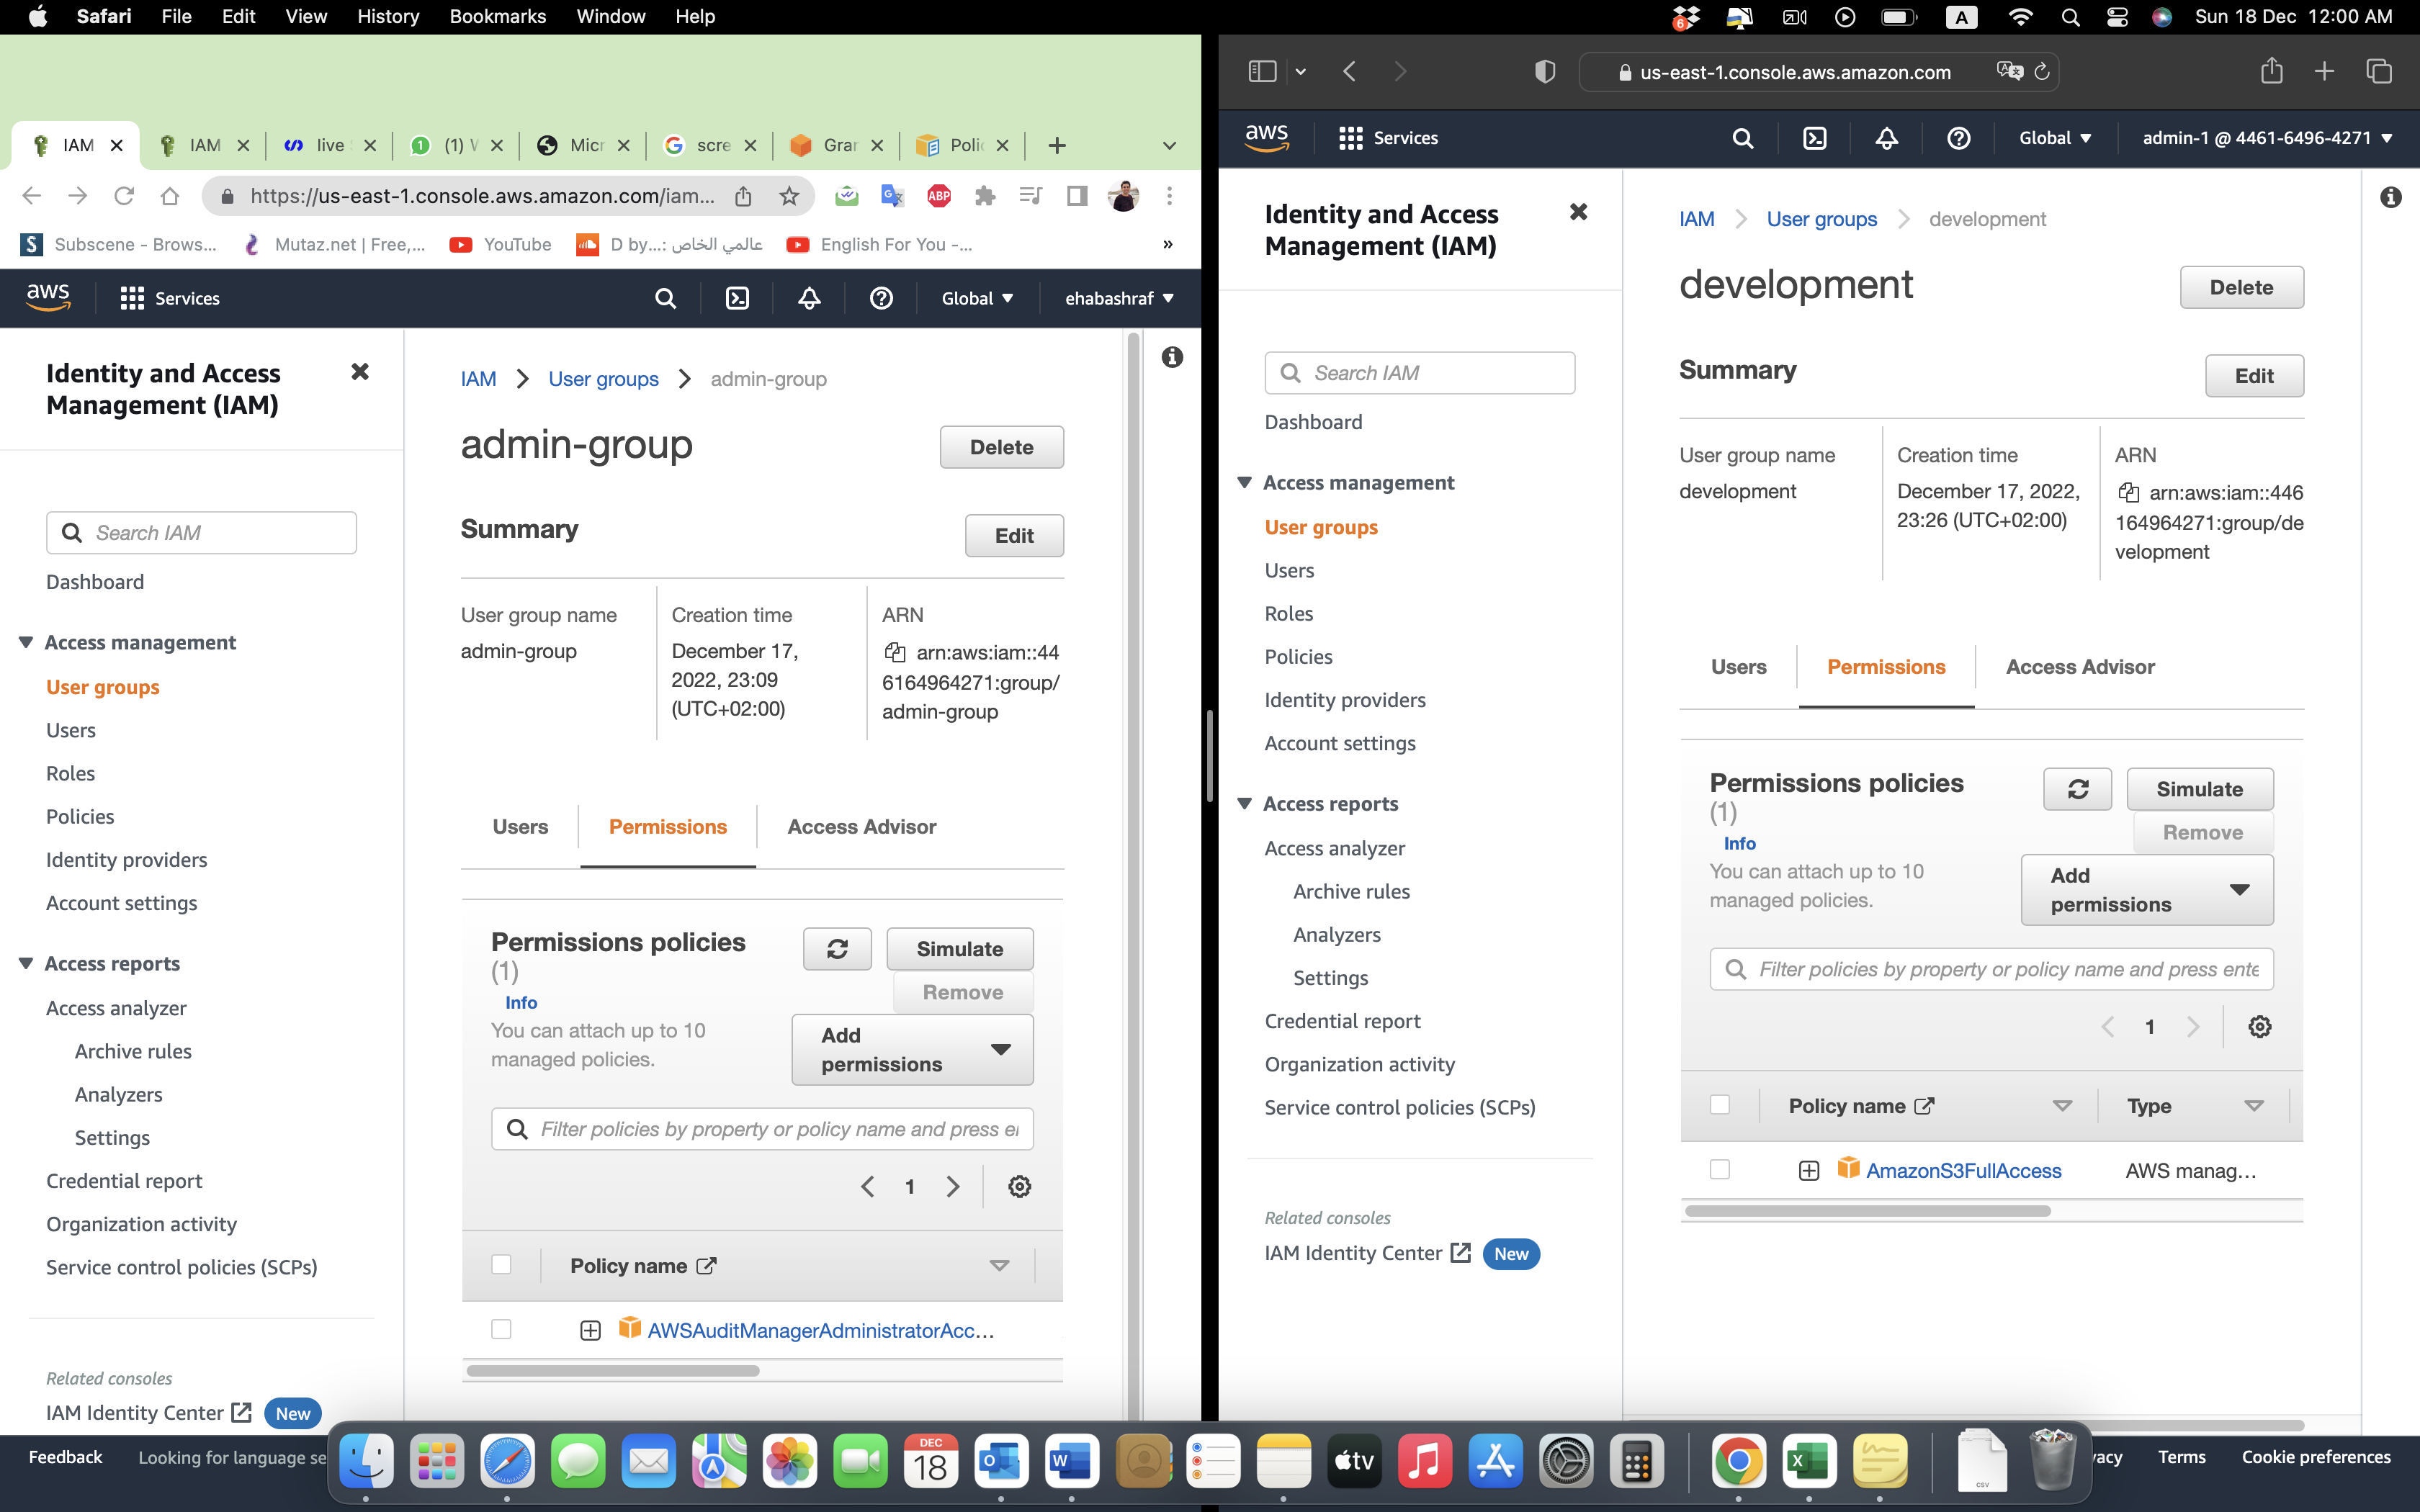 Safari File Edit View History Bookmarks Window Help
6 A Sun 18 Dec 12:00 AM
IAM IAM live 1 (1) Micr scre Grar Poli
https://us-east-1.console.aws.amazon.com/iam... ABP
S Subscene - Brows... Mutaz.net | Free,... YouTube D by...: عالمي الخاص English For You -... »
aws Services Global ehabashraf
Identity and Access
Management (IAM)
Search IAM
Dashboard
Access management
User groups
Users
Roles
Policies
Identity providers
Account settings
Access reports
Access analyzer
Archive rules
Analyzers
Settings
Credential report
Organization activity
Service control policies (SCPs)
Related consoles
IAM Identity Center New
IAM > User groups > admin-group
admin-group Delete
Summary Edit
User group name
admin-group
Creation time
December 17,
2022, 23:09
(UTC+02:00)
ARN
arn:aws:iam::44
6164964271:group/
admin-group
Users Permissions Access Advisor
Permissions policies
(1)
Info
You can attach up to 10
managed policies.
Simulate
Remove
Add
permissions
Filter policies by property or policy name and press
1
Policy name
AWSAuditManagerAdministratorAcc...
us-east-1.console.aws.amazon.com
aws Services Global admin-1 @ 4461-6496-4271
Identity and Access
Management (IAM)
Search IAM
Dashboard
Access management
User groups
Users
Roles
Policies
Identity providers
Account settings
Access reports
Access analyzer
Archive rules
Analyzers
Settings
Credential report
Organization activity
Service control policies (SCPs)
Related consoles
IAM Identity Center New
IAM > User groups > development
development Delete
Summary Edit
User group name
development
Creation time
December 17, 2022,
23:26 (UTC+02:00)
ARN
arn:aws:iam::446
164964271:group/de
velopment
Users Permissions Access Advisor
Permissions policies
(1)
Info
You can attach up to 10
managed policies.
Simulate
Remove
Add
permissions
Filter policies by property or policy name and press ente
1
Policy name Type
AmazonS3FullAccess AWS manag...
Feedback Looking for language se
DEC
18
O W tv X csv
vacy Terms Cookie preferences